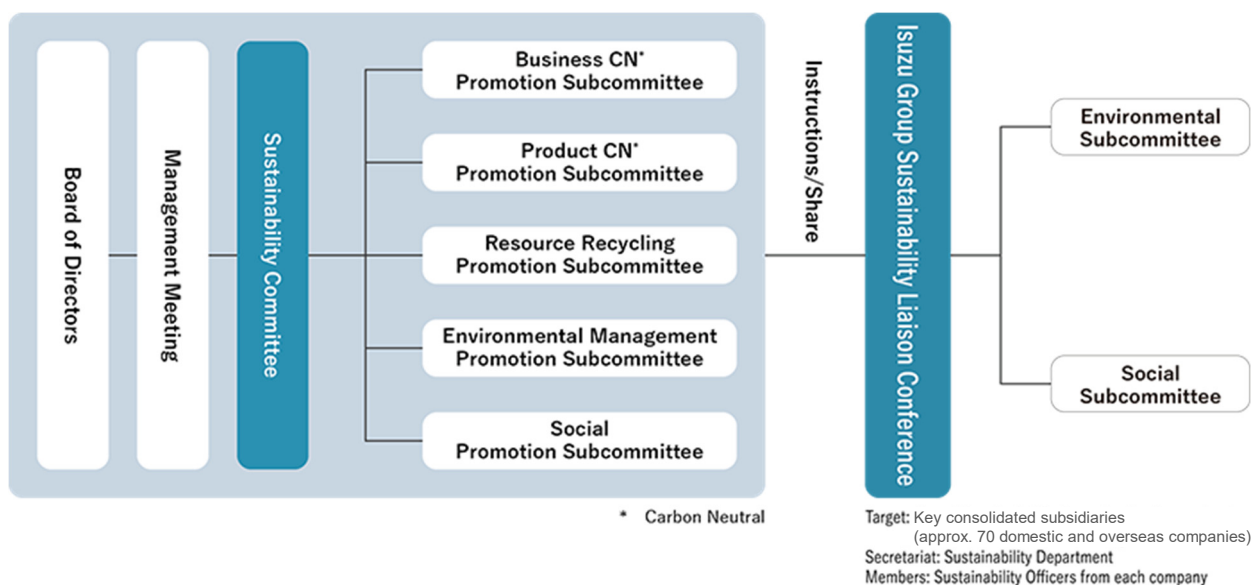 Board of Directors
Management Meeting
Sustainability Committee
Business CN*
Promotion Subcommittee
Product CN*
Promotion Subcommittee
Resource Recycling
Promotion Subcommittee
Environmental Management
Promotion Subcommittee
Social
Promotion Subcommittee
* Carbon Neutral
Instructions/Share
Isuzu Group Sustainability Liaison Conference
Environmental
Subcommittee
Social
Subcommittee
Target: Key consolidated subsidiaries
(approx. 70 domestic and overseas companies)
Secretariat: Sustainability Department
Members: Sustainability Officers from each company